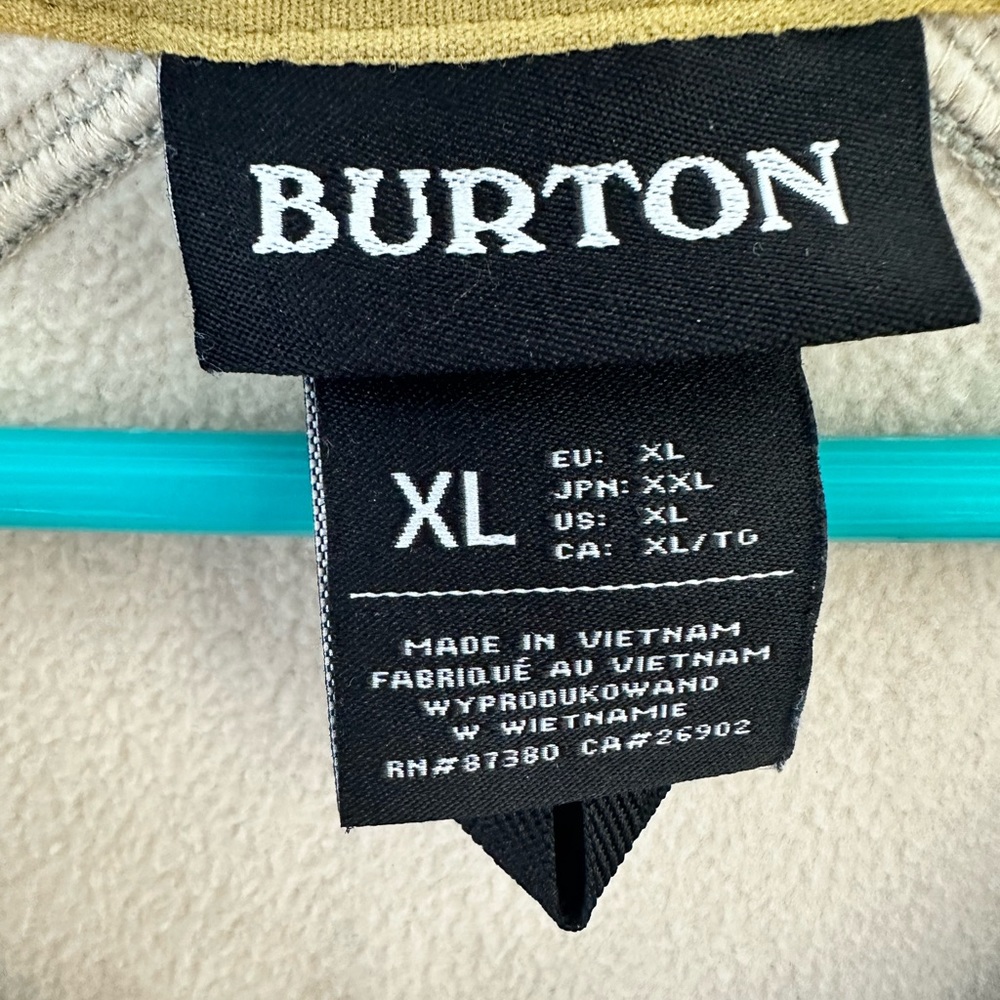 BURTON
XL
EU: XL
JPN: XXL
US: XL
CA: XL/TG
MADE IN VIETNAM
FABRIQUÉ AU VIETNAM
WYPRODUKOWANO
W WIETNAMIE
RN#87380 CA#26902